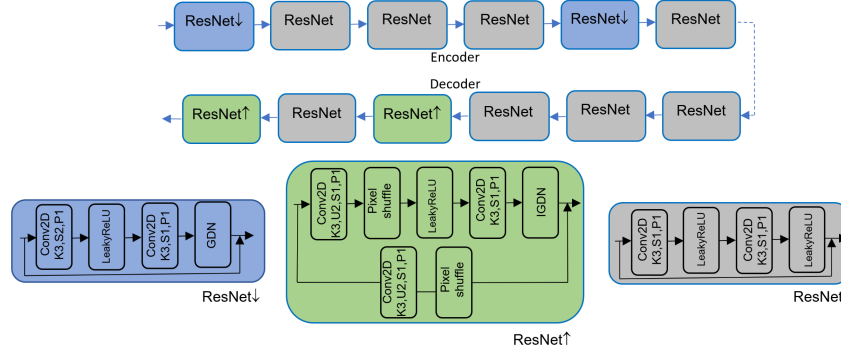 ResNet↓
ResNet
ResNet
ResNet
ResNet↓
ResNet
Encoder
Decoder
ResNet↑
ResNet
ResNet↑
ResNet
ResNet
ResNet
Conv2D
K3,S2,P1
LeakyReLU
Conv2D
K3,S1,P1
GDN
ResNet↓
Conv2D
K3,U2,S1,P1
Pixel
shuffle
LeakyReLU
Conv2D
K3,S1,P1
IGDN
Conv2D
K3,U2,S1,P1
Pixel
shuffle
ResNet↑
Conv2D
K3,S1,P1
LeakyReLU
Conv2D
K3,S1,P1
LeakyReLU
ResNet